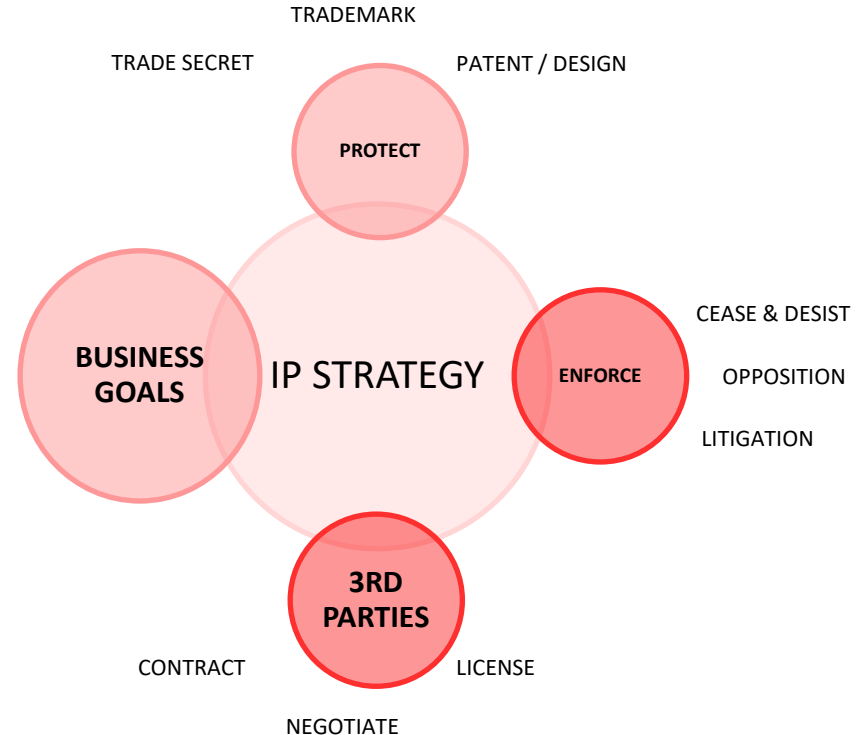 TRADEMARK
TRADE SECRET
PATENT / DESIGN
PROTECT
CEASE & DESIST
BUSINESS
GOALS
IP STRATEGY
ENFORCE
OPPOSITION
LITIGATION
3RD
PARTIES
CONTRACT
LICENSE
NEGOTIATE